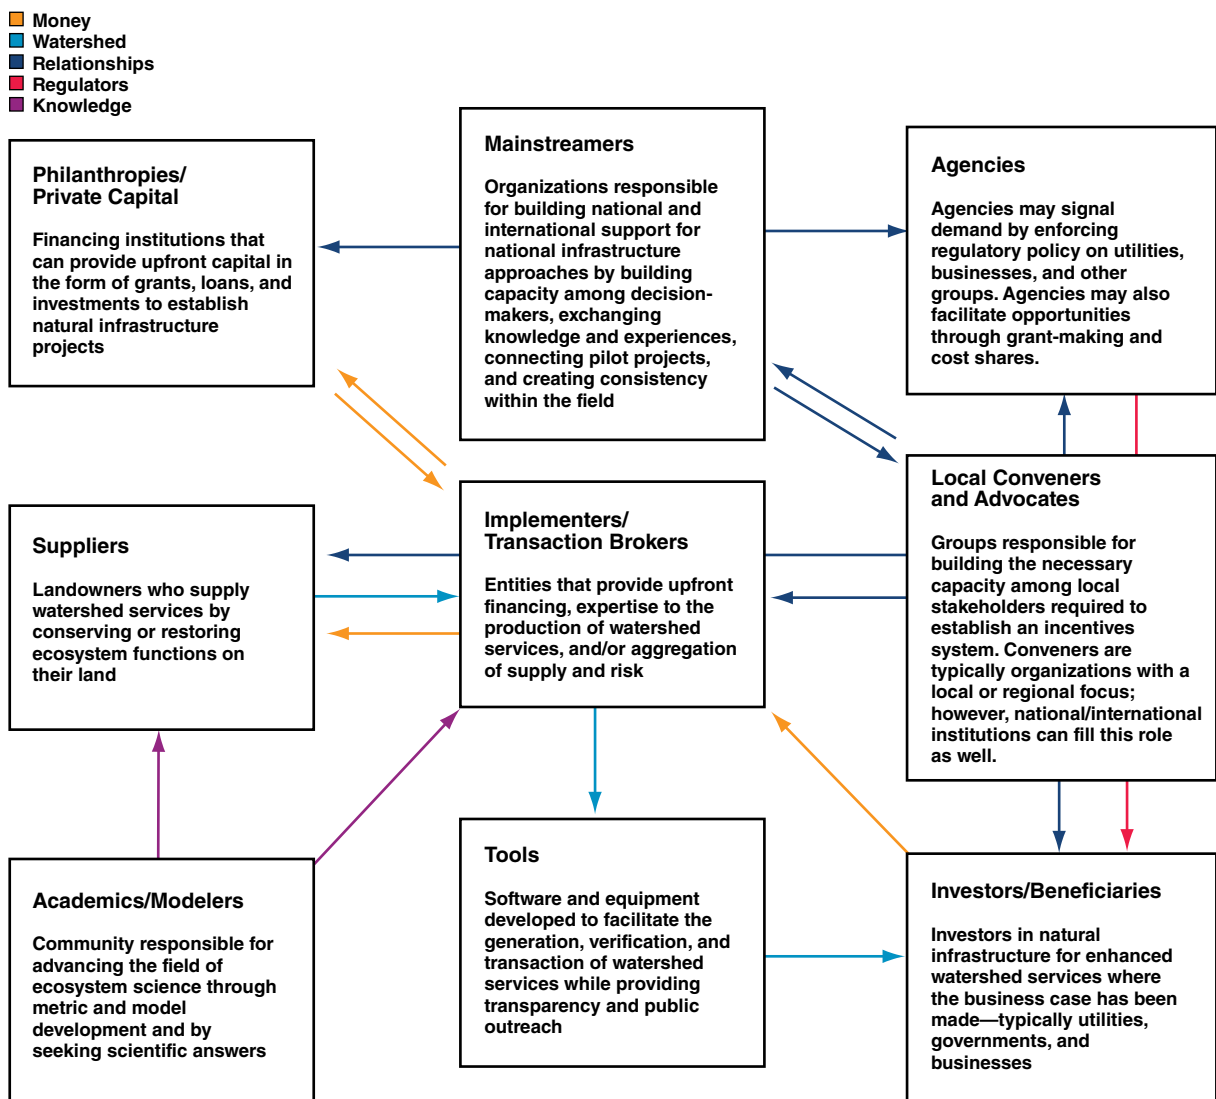 Money
Watershed
Relationships
Regulators
Knowledge
Philanthropies/
Private Capital
Financing institutions that
can provide upfront capital in
the form of grants, loans, and
investments to establish
natural infrastructure
projects
Mainstreamers
Organizations responsible
for building national and
international support for
national infrastructure
approaches by building
capacity among decision-
makers, exchanging
knowledge and experiences,
connecting pilot projects,
and creating consistency
within the field
Agencies
Agencies may signal
demand by enforcing
regulatory policy on utilities,
businesses, and other
groups. Agencies may also
facilitate opportunities
through grant-making and
cost shares.
Suppliers
Landowners who supply
watershed services by
conserving or restoring
ecosystem functions on
their land
Implementers/
Transaction Brokers
Entities that provide upfront
financing, expertise to the
production of watershed
services, and/or aggregation
of supply and risk
Local Conveners
and Advocates
Groups responsible for
building the necessary
capacity among local
stakeholders required to
establish an incentives
system. Conveners are
typically organizations with a
local or regional focus;
however, national/international
institutions can fill this role
as well.
Academics/Modelers
Community responsible for
advancing the field of
ecosystem science through
metric and model
development and by
seeking scientific answers
Tools
Software and equipment
developed to facilitate the
generation, verification, and
transaction of watershed
services while providing
transparency and public
outreach
Investors/Beneficiaries
Investors in natural
infrastructure for enhanced
watershed services where
the business case has been
made—typically utilities,
governments, and
businesses